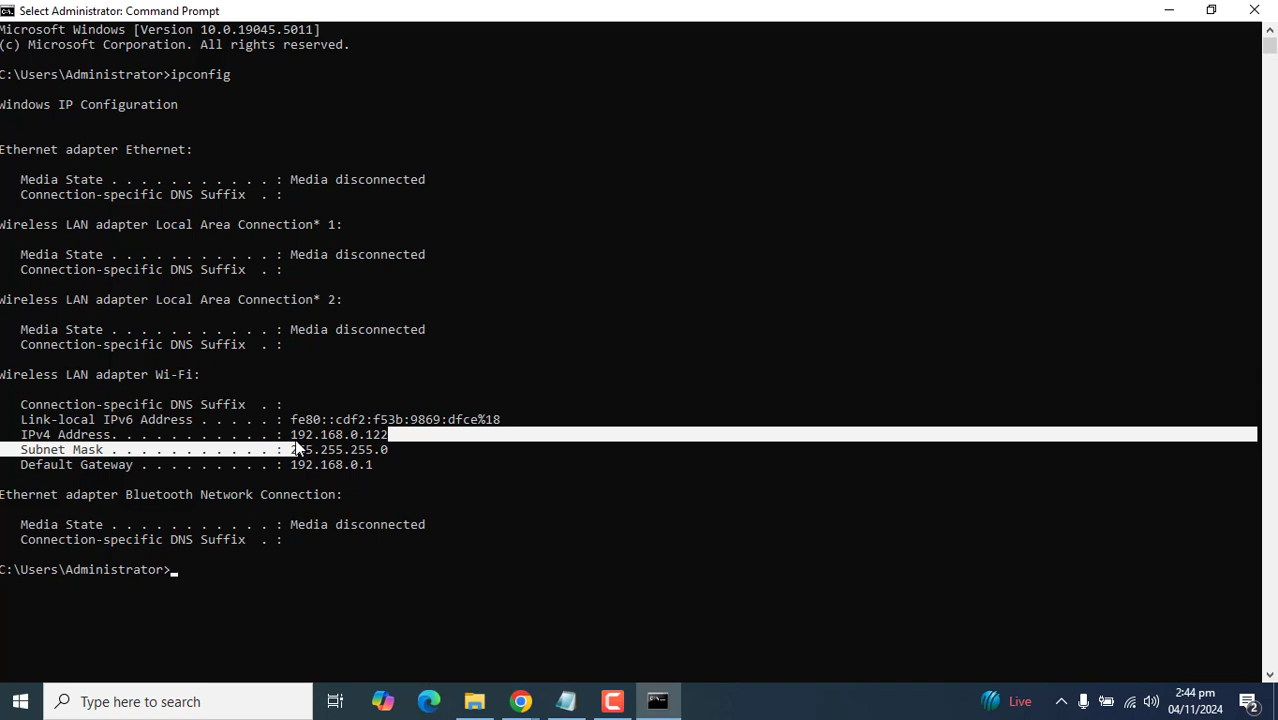 Select Administrator: Command Prompt
Microsoft Windows [Version 10.0.19045.5011]
(c) Microsoft Corporation. All rights reserved.
C:\Users\Administrator>ipconfig
Windows IP Configuration
Ethernet adapter Ethernet:
Media State . . . . . . . . . . . : Media disconnected
Connection-specific DNS Suffix  . :
Wireless LAN adapter Local Area Connection* 1:
Media State . . . . . . . . . . . : Media disconnected
Connection-specific DNS Suffix  . :
Wireless LAN adapter Local Area Connection* 2:
Media State . . . . . . . . . . . : Media disconnected
Connection-specific DNS Suffix  . :
Wireless LAN adapter Wi-Fi:
Connection-specific DNS Suffix  . :
Link-local IPv6 Address . . . . . : fe80::cdf2:f53b:9869:dfce%18
IPv4 Address. . . . . . . . . . . : 192.168.0.122
Subnet Mask . . . . . . . . . . . : 255.255.255.0
Default Gateway . . . . . . . . . : 192.168.0.1
Ethernet adapter Bluetooth Network Connection:
Media State . . . . . . . . . . . : Media disconnected
Connection-specific DNS Suffix  . :
C:\Users\Administrator>
Type here to search
Live
2:44 pm
04/11/2024
2